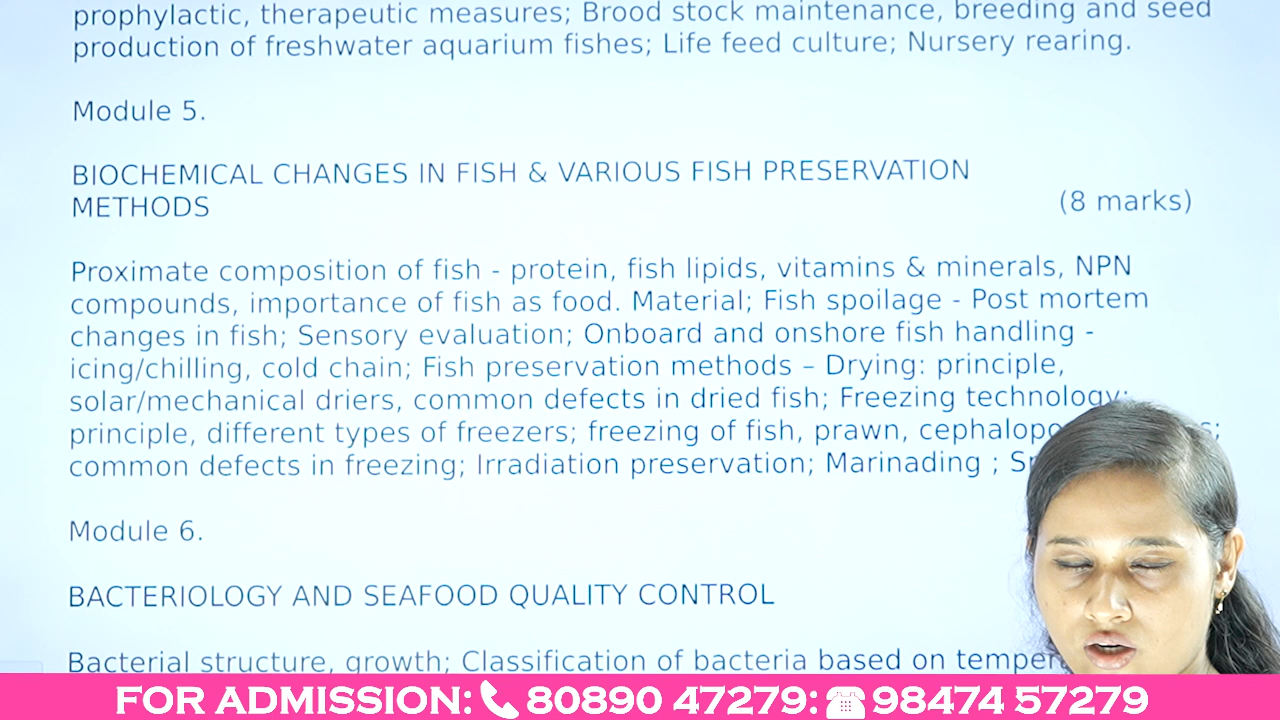 prophylactic, therapeutic measures; Brood stock maintenance, breeding and seed
production of freshwater aquarium fishes; Life feed culture; Nursery rearing.
Module 5.
BIOCHEMICAL CHANGES IN FISH & VARIOUS FISH PRESERVATION
METHODS (8 marks)
Proximate composition of fish - protein, fish lipids, vitamins & minerals, NPN
compounds, importance of fish as food. Material; Fish spoilage - Post mortem
changes in fish; Sensory evaluation; Onboard and onshore fish handling -
icing/chilling, cold chain; Fish preservation methods – Drying: principle,
solar/mechanical driers, common defects in dried fish; Freezing technology:
principle, different types of freezers; freezing of fish, prawn,
common defects in freezing; Irradiation preservation; Marinading ;
Module 6.
BACTERIOLOGY AND SEAFOOD QUALITY CONTROL
Bacterial structure, growth; Classification of bacteria based on
FOR ADMISSION: 80890 47279: 98474 57279